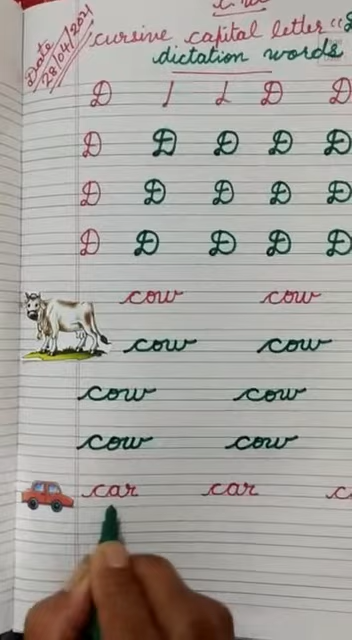 Date
28/04/2021
cursive capital letter "
dictation words
D D D
D D D D D
D D D D D
D D D D D
cow cow
cow cow
cow cow
cow cow
car car c